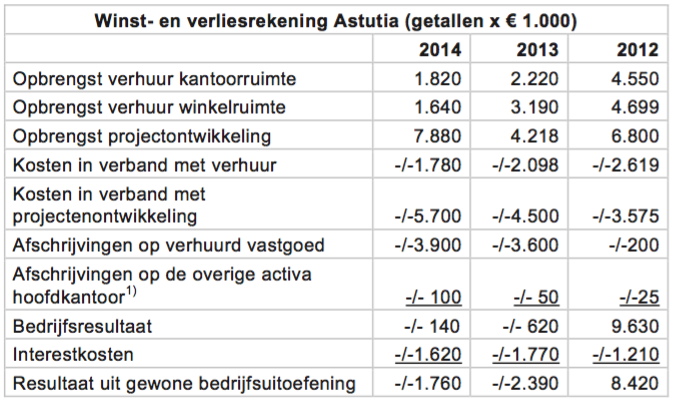 Winst- en verliesrekening Astutia (getallen x € 1.000)
2014 2013 2012
Opbrengst verhuur kantoorruimte 1.820 2.220 4.550
Opbrengst verhuur winkelruimte 1.640 3.190 4.699
Opbrengst projectontwikkeling 7.880 4.218 6.800
Kosten in verband met verhuur -/-1.780 -/-2.098 -/-2.619
Kosten in verband met
projectenontwikkeling -/-5.700 -/-4.500 -/-3.575
Afschrijvingen op verhuurd vastgoed -/-3.900 -/-3.600 -/-200
Afschrijvingen op de overige activa
hoofdkantoor1) -/- 100 -/- 50 -/-25
Bedrijfsresultaat -/- 140 -/- 620 9.630
Interestkosten -/-1.620 -/-1.770 -/-1.210
Resultaat uit gewone bedrijfsuitoefening -/-1.760 -/-2.390 8.420